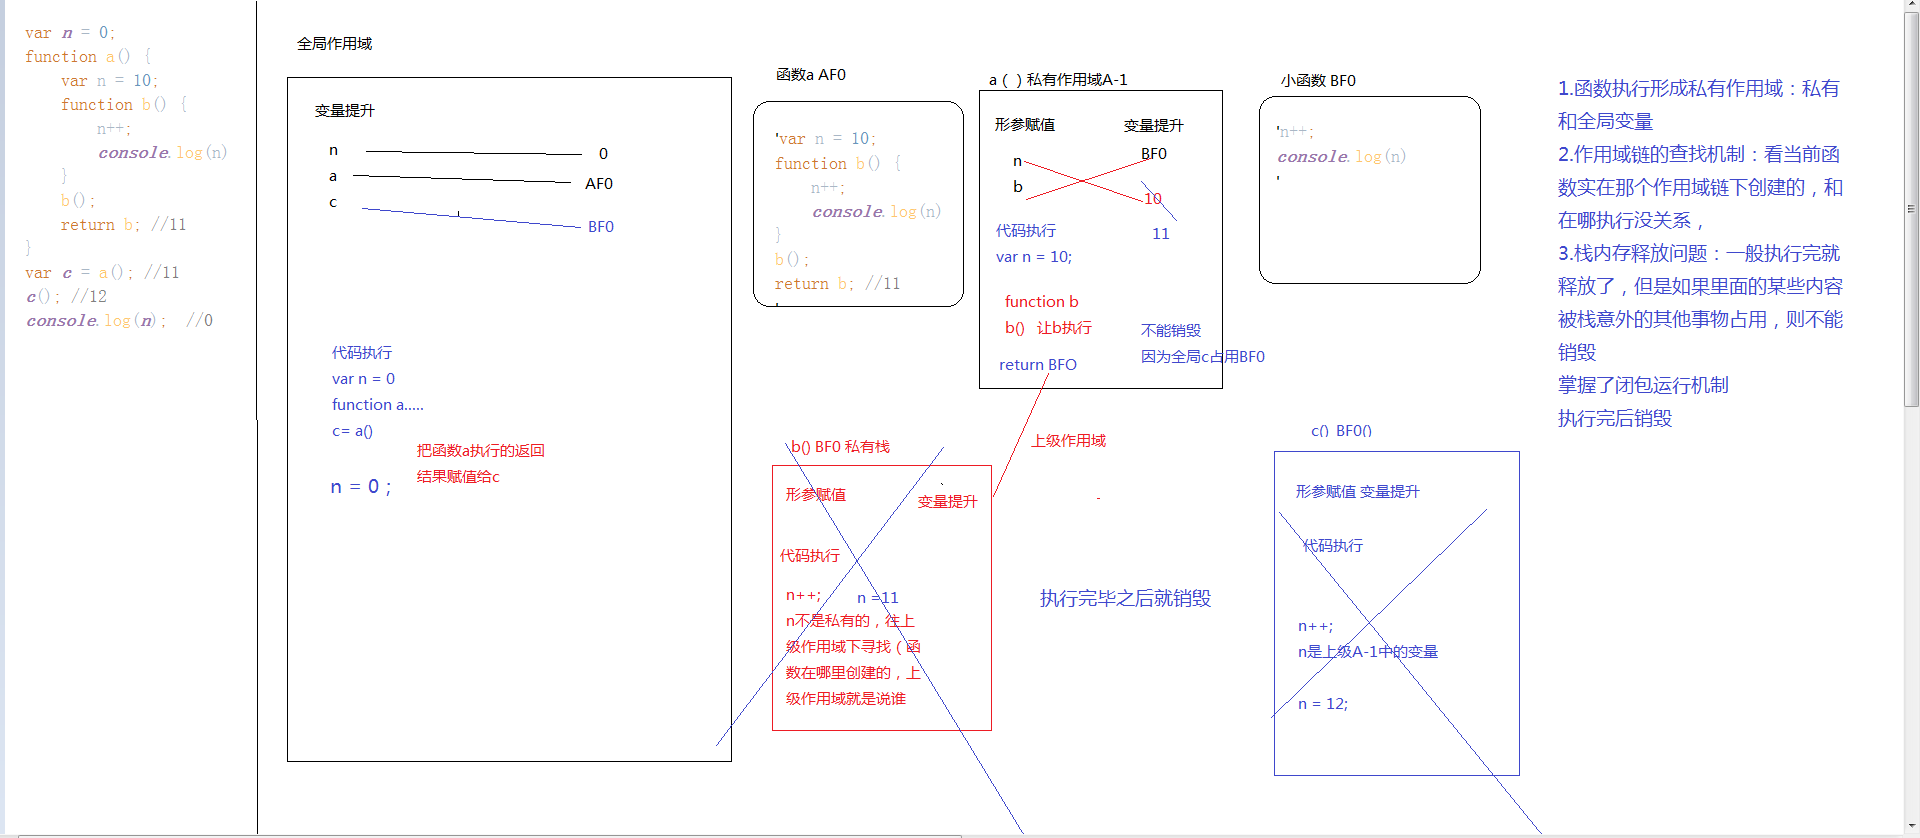 var n = 0;
function a() {
    var n = 10;
    function b() {
        n++;
        console.log(n)
    }
    b();
    return b; //11
}
var c = a(); //11
c(); //12
console.log(n);  //0
全局作用域
变量提升
n 0
a AF0
c BF0
代码执行
var n = 0
function a.....
c= a()
把函数a执行的返回
结果赋值给c
n = 0 ;
函数a AF0
'var n = 10;
function b() {
    n++;
    console.log(n)
}
b();
return b; //11
'
a ( ) 私有作用域A-1
形参赋值 变量提升
n BF0
b 10
11
代码执行
var n = 10;
function b
b() 让b执行
return BFO
不能销毁
因为全局c占用BF0
上级作用域
小函数 BF0
'n++;
console.log(n)
'
b() BF0 私有栈
形参赋值 变量提升
代码执行
n++; n =11
n不是私有的，往上
级作用域下寻找（函
数在哪里创建的，上
级作用域就是说谁
执行完毕之后就销毁
c() BF0()
形参赋值 变量提升
代码执行
n++;
n是上级A-1中的变量
n = 12;
1.函数执行形成私有作用域：私有
和全局变量
2.作用域链的查找机制：看当前函
数实在那个作用域链下创建的，和
在哪执行没关系，
3.栈内存释放问题：一般执行完就
释放了，但是如果里面的某些内容
被栈意外的其他事物占用，则不能
销毁
掌握了闭包运行机制
执行完后销毁